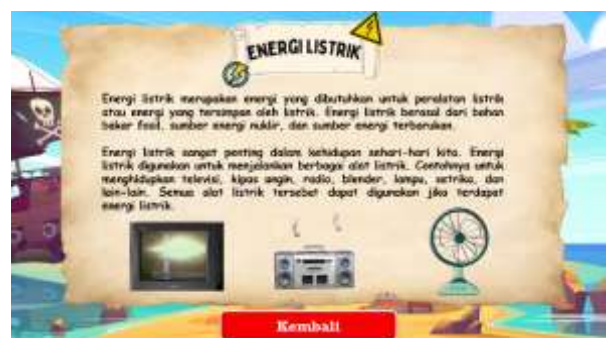 ENERGI LISTRIK
Energi listrik merupakan energi yang dibutuhkan untuk peralatan listrik
atau energi yang tersimpan oleh listrik. Energi listrik berasal dari bahan
bakar fosil, sumber energi nuklir, dan sumber energi terbarukan.
Energi listrik sangat penting dalam kehidupan sehari-hari kita. Energi
listrik digunakan untuk menjalankan berbagai alat listrik. Contohnya untuk
menghidupkan televisi, kipas angin, radio, blender, lampu, setrika, dan
lain-lain. Semua alat listrik tersebut dapat digunakan jika terdapat
energi listrik.
Kembali